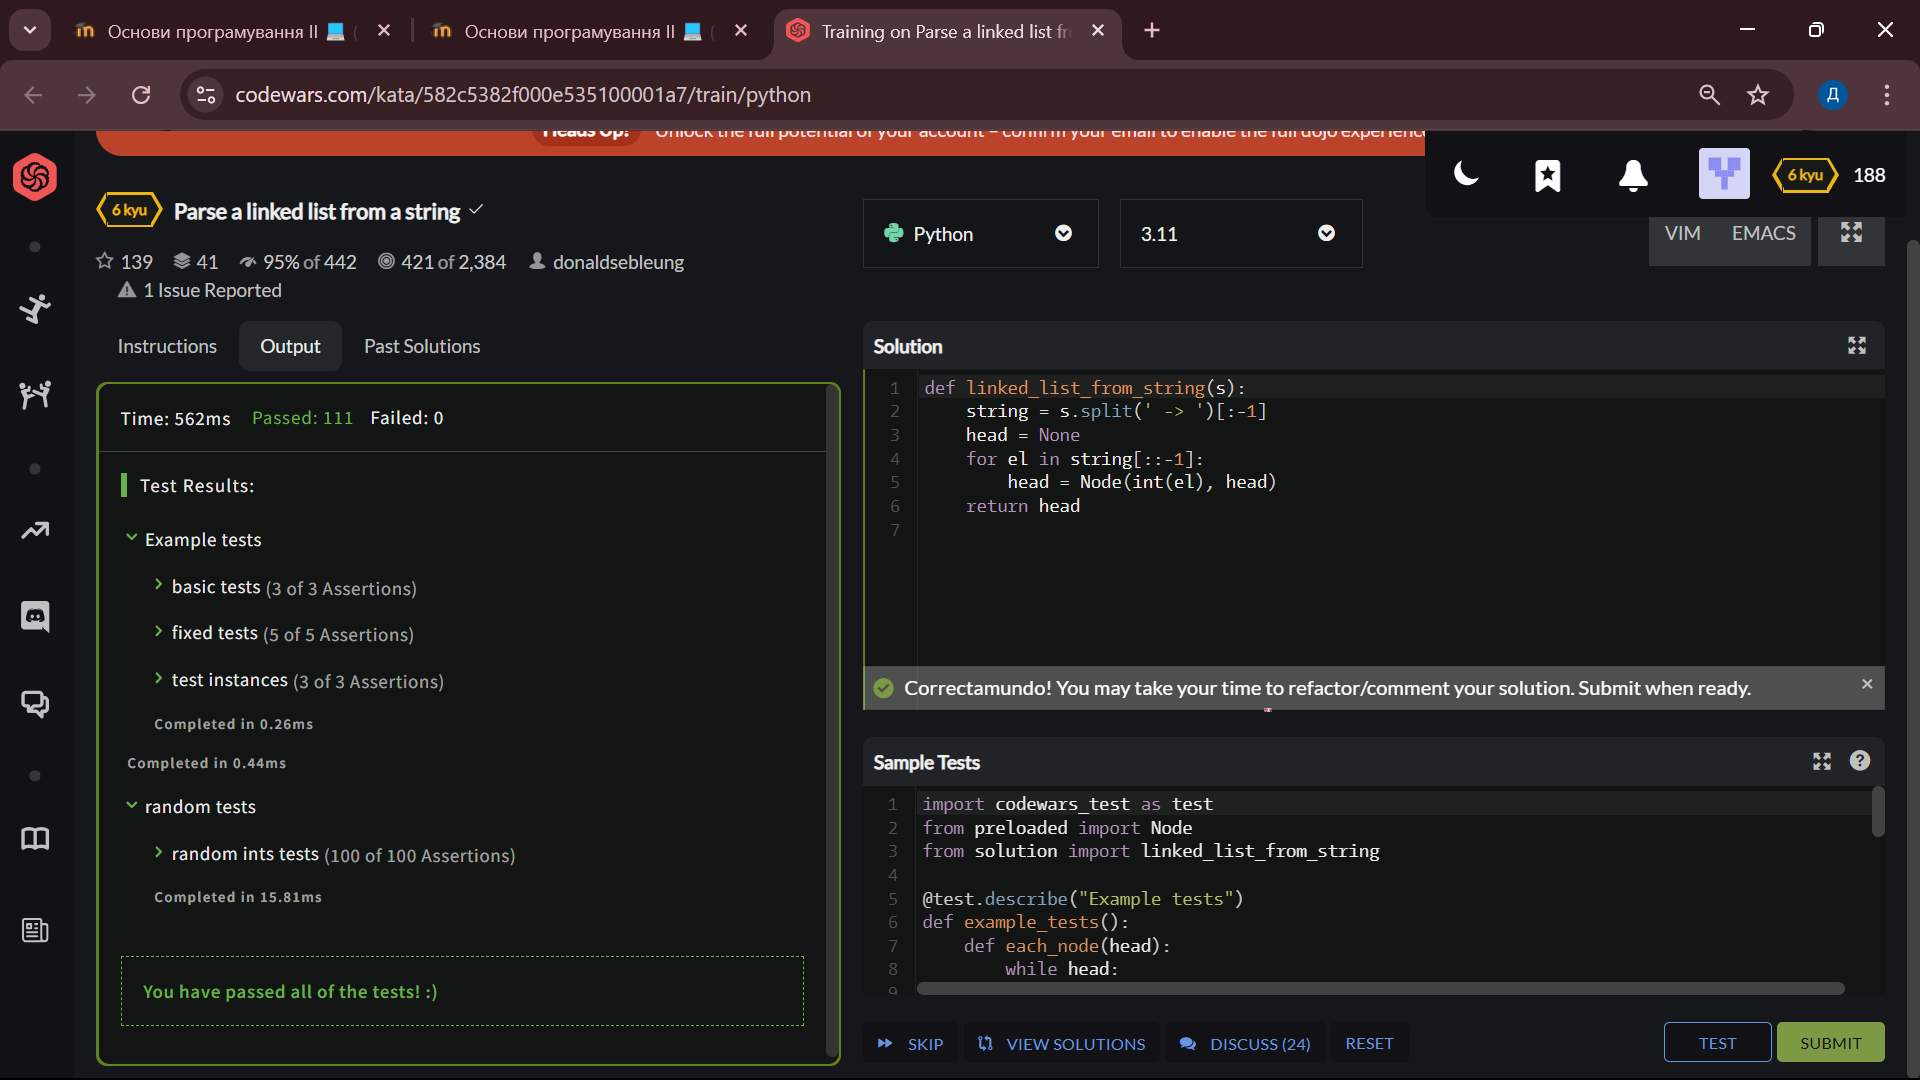 Основи програмування II 💻 (
Основи програмування II 💻 (
Training on Parse a linked list fr
codewars.com/kata/582c5382f000e535100001a7/train/python
Д
Heads Up! Unlock the full potential of your account – confirm your email to enable the full dojo experience
6 kyu
188
6 kyu Parse a linked list from a string
139 41 95% of 442 421 of 2,384 donaldsebleung
1 Issue Reported
Python
3.11
VIM EMACS
Instructions Output Past Solutions
Time: 562ms Passed: 111 Failed: 0
Test Results:
Example tests
basic tests (3 of 3 Assertions)
fixed tests (5 of 5 Assertions)
test instances (3 of 3 Assertions)
Completed in 0.26ms
Completed in 0.44ms
random tests
random ints tests (100 of 100 Assertions)
Completed in 15.81ms
You have passed all of the tests! :)
Solution
1 def linked_list_from_string(s):
2     string = s.split(' -> ')[:-1]
3     head = None
4     for el in string[::-1]:
5         head = Node(int(el), head)
6     return head
7
Correctamundo! You may take your time to refactor/comment your solution. Submit when ready.
Sample Tests
1 import codewars_test as test
2 from preloaded import Node
3 from solution import linked_list_from_string
4
5 @test.describe("Example tests")
6 def example_tests():
7     def each_node(head):
8         while head:
9
SKIP VIEW SOLUTIONS DISCUSS (24) RESET
TEST SUBMIT